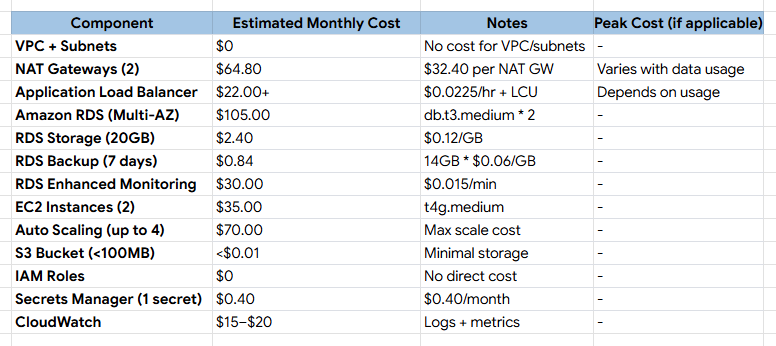 Component Estimated Monthly Cost Notes Peak Cost (if applicable)
VPC + Subnets $0 No cost for VPC/subnets -
NAT Gateways (2) $64.80 $32.40 per NAT GW Varies with data usage
Application Load Balancer $22.00+ $0.0225/hr + LCU Depends on usage
Amazon RDS (Multi-AZ) $105.00 db.t3.medium * 2 -
RDS Storage (20GB) $2.40 $0.12/GB -
RDS Backup (7 days) $0.84 14GB * $0.06/GB -
RDS Enhanced Monitoring $30.00 $0.015/min -
EC2 Instances (2) $35.00 t4g.medium -
Auto Scaling (up to 4) $70.00 Max scale cost -
S3 Bucket (<100MB) <$0.01 Minimal storage -
IAM Roles $0 No direct cost -
Secrets Manager (1 secret) $0.40 $0.40/month -
CloudWatch $15–$20 Logs + metrics -